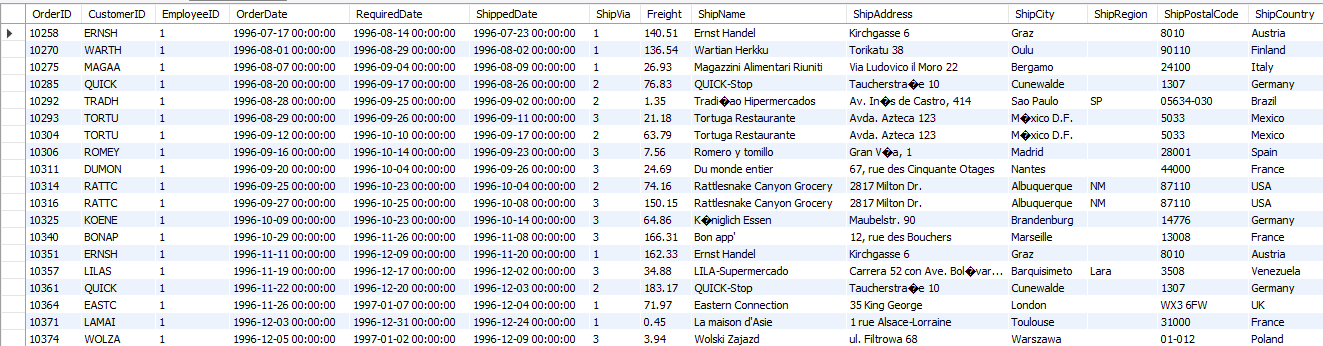 OrderID CustomerID EmployeeID OrderDate RequiredDate ShippedDate ShipVia Freight ShipName ShipAddress ShipCity ShipRegion ShipPostalCode ShipCountry
10258 ERNSH 1 1996-07-17 00:00:00 1996-08-14 00:00:00 1996-07-23 00:00:00 1 140.51 Ernst Handel Kirchgasse 6 Graz 8010 Austria
10270 WARTH 1 1996-08-01 00:00:00 1996-08-29 00:00:00 1996-08-02 00:00:00 1 136.54 Wartian Herkku Torikatu 38 Oulu 90110 Finland
10275 MAGAA 1 1996-08-07 00:00:00 1996-09-04 00:00:00 1996-08-09 00:00:00 1 26.93 Magazzini Alimentari Riuniti Via Ludovico il Moro 22 Bergamo 24100 Italy
10285 QUICK 1 1996-08-20 00:00:00 1996-09-17 00:00:00 1996-08-26 00:00:00 2 76.83 QUICK-Stop Taucherstra�e 10 Cunewalde 1307 Germany
10292 TRADH 1 1996-08-28 00:00:00 1996-09-25 00:00:00 1996-09-02 00:00:00 2 1.35 Tradi�ao Hipermercados Av. In�s de Castro, 414 Sao Paulo SP 05634-030 Brazil
10293 TORTU 1 1996-08-29 00:00:00 1996-09-26 00:00:00 1996-09-11 00:00:00 3 21.18 Tortuga Restaurante Avda. Azteca 123 M�xico D.F. 5033 Mexico
10304 TORTU 1 1996-09-12 00:00:00 1996-10-10 00:00:00 1996-09-17 00:00:00 2 63.79 Tortuga Restaurante Avda. Azteca 123 M�xico D.F. 5033 Mexico
10306 ROMEY 1 1996-09-16 00:00:00 1996-10-14 00:00:00 1996-09-23 00:00:00 3 7.56 Romero y tomillo Gran V�a, 1 Madrid 28001 Spain
10311 DUMON 1 1996-09-20 00:00:00 1996-10-04 00:00:00 1996-09-26 00:00:00 3 24.69 Du monde entier 67, rue des Cinquante Otages Nantes 44000 France
10314 RATTC 1 1996-09-25 00:00:00 1996-10-23 00:00:00 1996-10-04 00:00:00 2 74.16 Rattlesnake Canyon Grocery 2817 Milton Dr. Albuquerque NM 87110 USA
10316 RATTC 1 1996-09-27 00:00:00 1996-10-25 00:00:00 1996-10-08 00:00:00 3 150.15 Rattlesnake Canyon Grocery 2817 Milton Dr. Albuquerque NM 87110 USA
10325 KOENE 1 1996-10-09 00:00:00 1996-10-23 00:00:00 1996-10-14 00:00:00 3 64.86 K�niglich Essen Maubelstr. 90 Brandenburg 14776 Germany
10340 BONAP 1 1996-10-29 00:00:00 1996-11-26 00:00:00 1996-11-08 00:00:00 3 166.31 Bon app' 12, rue des Bouchers Marseille 13008 France
10351 ERNSH 1 1996-11-11 00:00:00 1996-12-09 00:00:00 1996-11-20 00:00:00 1 162.33 Ernst Handel Kirchgasse 6 Graz 8010 Austria
10357 LILAS 1 1996-11-19 00:00:00 1996-12-17 00:00:00 1996-12-02 00:00:00 3 34.88 LILA-Supermercado Carrera 52 con Ave. Bol�var... Barquisimeto Lara 3508 Venezuela
10361 QUICK 1 1996-11-22 00:00:00 1996-12-20 00:00:00 1996-12-03 00:00:00 2 183.17 QUICK-Stop Taucherstra�e 10 Cunewalde 1307 Germany
10364 EASTC 1 1996-11-26 00:00:00 1997-01-07 00:00:00 1996-12-04 00:00:00 1 71.97 Eastern Connection 35 King George London WX3 6FW UK
10371 LAMAI 1 1996-12-03 00:00:00 1996-12-31 00:00:00 1996-12-24 00:00:00 1 0.45 La maison d'Asie 1 rue Alsace-Lorraine Toulouse 31000 France
10374 WOLZA 1 1996-12-05 00:00:00 1997-01-02 00:00:00 1996-12-09 00:00:00 3 3.94 Wolski Zajazd ul. Filtrowa 68 Warszawa 01-012 Poland